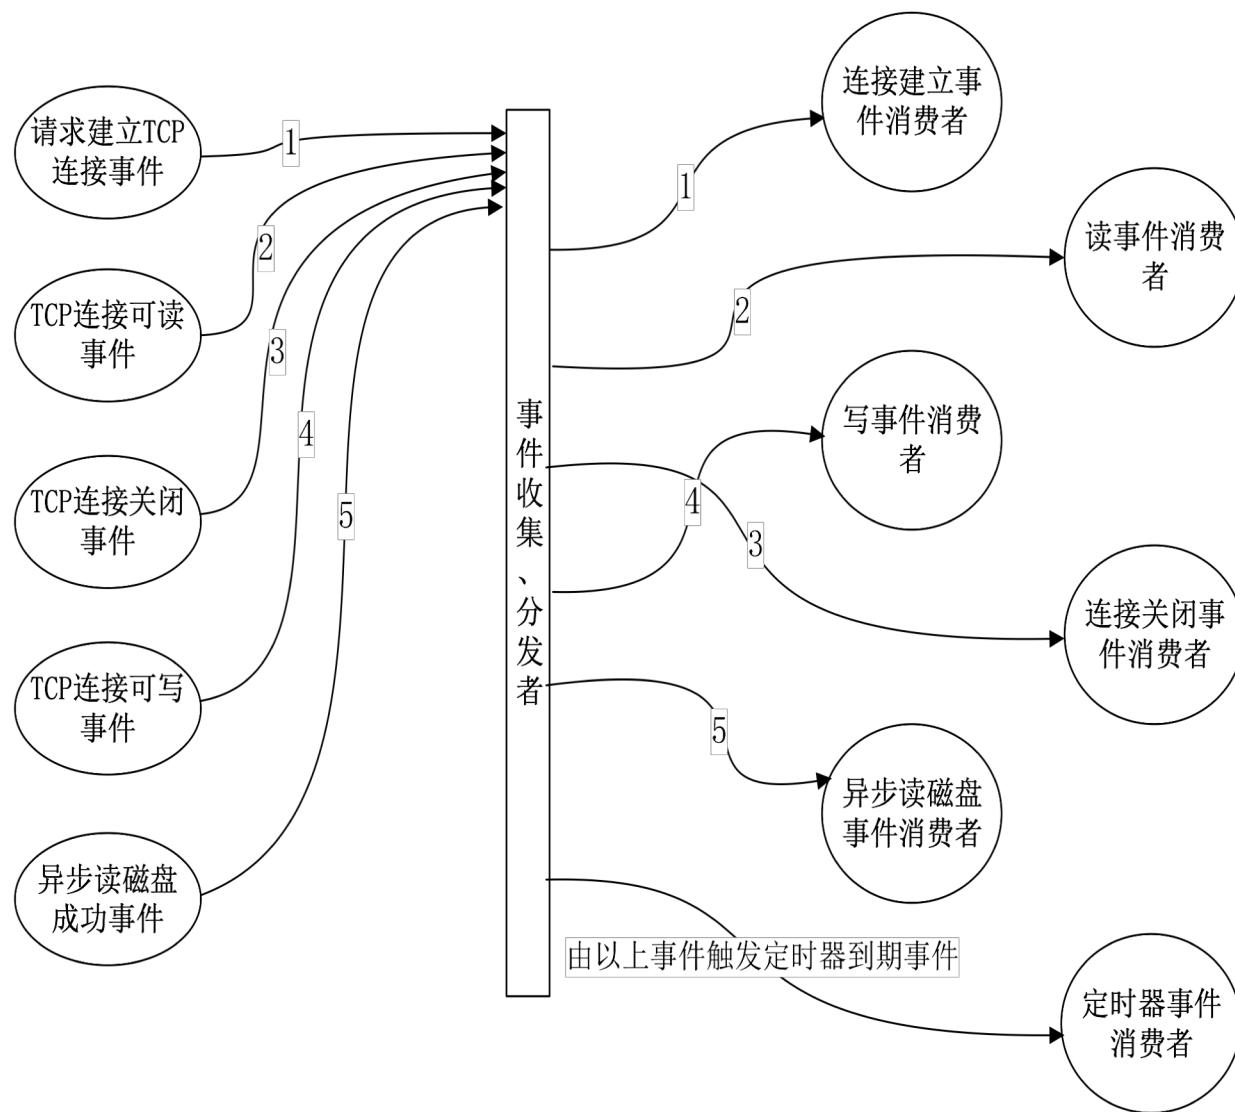 请求建立TCP
连接事件
TCP连接可读
事件
TCP连接关闭
事件
TCP连接可写
事件
异步读磁盘
成功事件
1
2
3
4
5
事
件
收
集
、
分
发
者
1
2
4
3
5
由以上事件触发定时器到期事件
连接建立事
件消费者
读事件消费
者
写事件消费
者
连接关闭事
件消费者
异步读磁盘
事件消费者
定时器事件
消费者